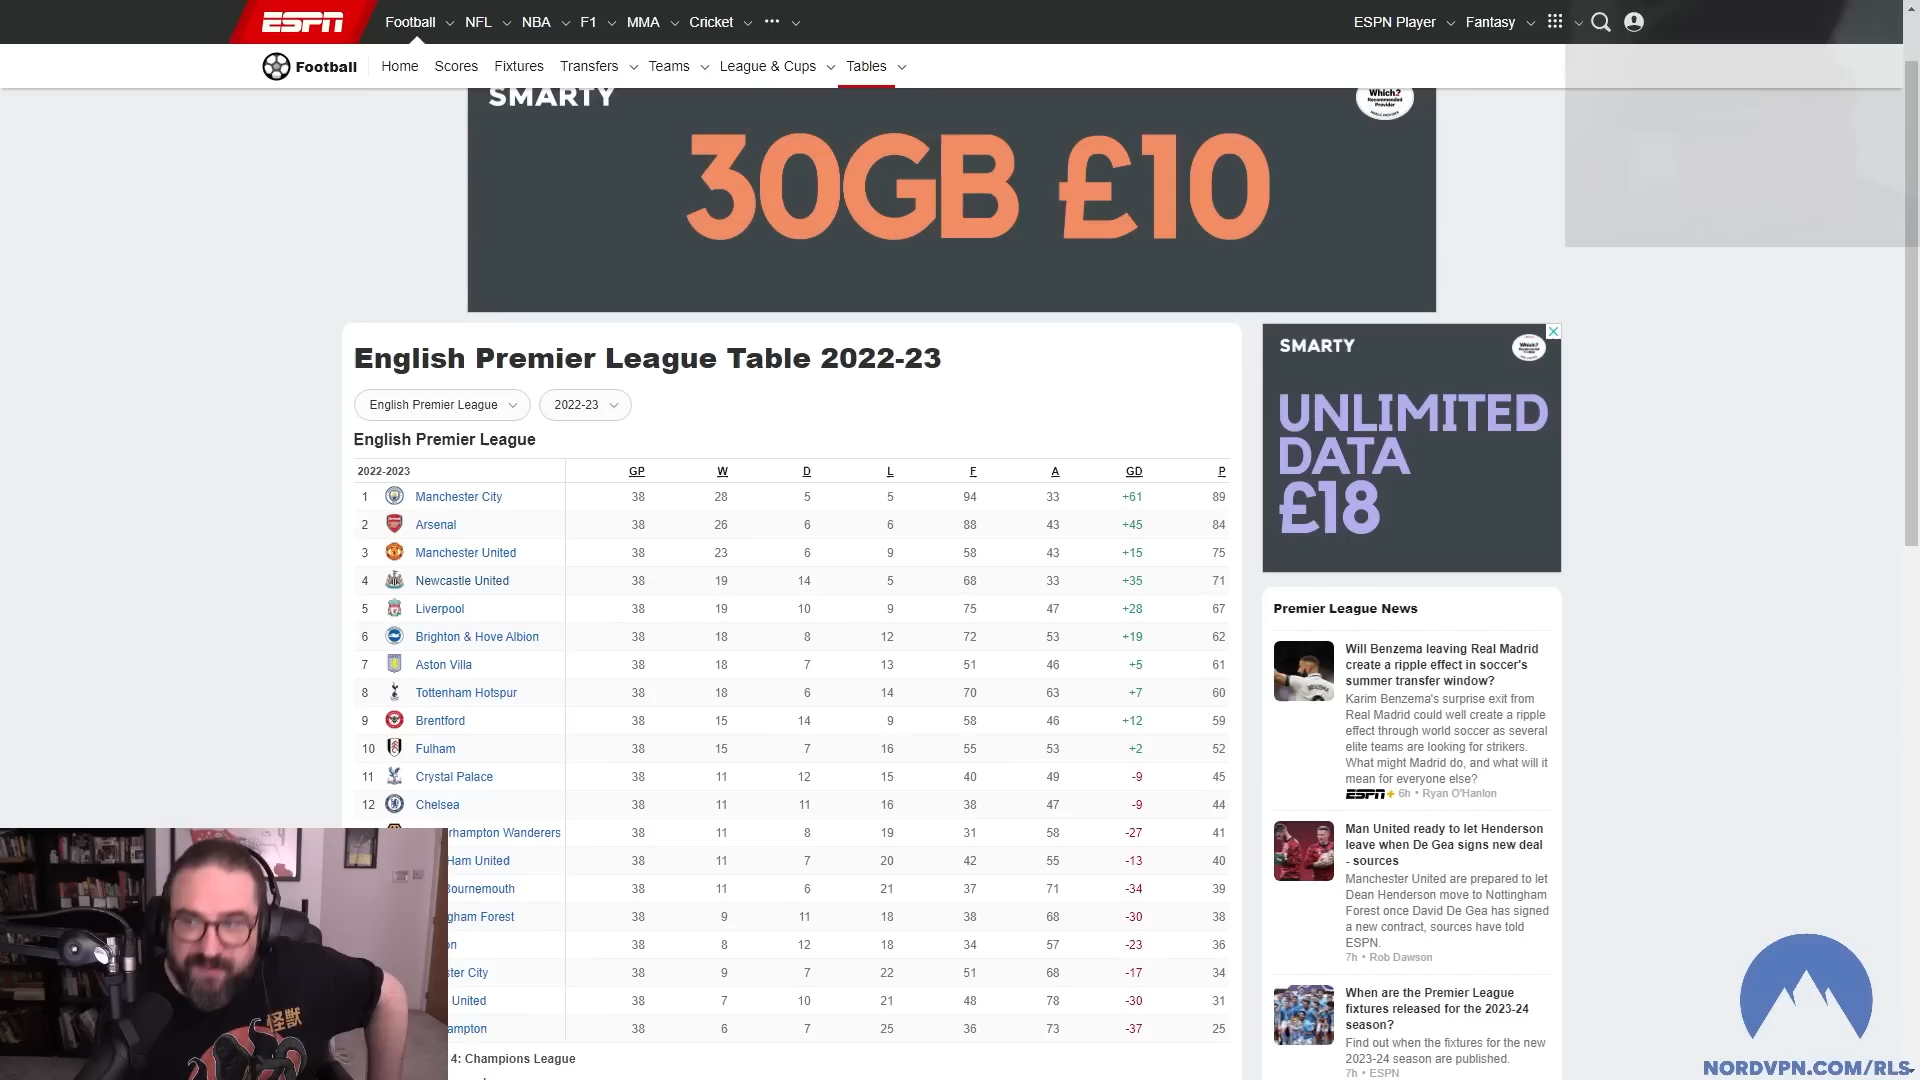 ESPN
Football NFL NBA F1 MMA Cricket ••• ESPN Player Fantasy
Football Home Scores Fixtures Transfers Teams League & Cups Tables
SMARTY Which? Recommended Provider
30GB £10
English Premier League Table 2022-23
English Premier League 2022-23
English Premier League
2022-2023 GP W D L F A GD P
1 Manchester City 38 28 5 5 94 33 +61 89
2 Arsenal 38 26 6 6 88 43 +45 84
3 Manchester United 38 23 6 9 58 43 +15 75
4 Newcastle United 38 19 14 5 68 33 +35 71
5 Liverpool 38 19 10 9 75 47 +28 67
6 Brighton & Hove Albion 38 18 8 12 72 53 +19 62
7 Aston Villa 38 18 7 13 51 46 +5 61
8 Tottenham Hotspur 38 18 6 14 70 63 +7 60
9 Brentford 38 15 14 9 58 46 +12 59
10 Fulham 38 15 7 16 55 53 +2 52
11 Crystal Palace 38 11 12 15 40 49 -9 45
12 Chelsea 38 11 11 16 38 47 -9 44
rhampton Wanderers 38 11 8 19 31 58 -27 41
Ham United 38 11 7 20 42 55 -13 40
Bournemouth 38 11 6 21 37 71 -34 39
gham Forest 38 9 11 18 38 68 -30 38
on 38 8 12 18 34 57 -23 36
ster City 38 9 7 22 51 68 -17 34
United 38 7 10 21 48 78 -30 31
ampton 38 6 7 25 36 73 -37 25
4: Champions League
SMARTY
UNLIMITED
DATA
£18
Premier League News
Will Benzema leaving Real Madrid
create a ripple effect in soccer's
summer transfer window?
Karim Benzema's surprise exit from
Real Madrid could well create a ripple
effect through world soccer as several
elite teams are looking for strikers.
What might Madrid do, and what will it
mean for everyone else?
ESPN+ 6h • Ryan O'Hanlon
Man United ready to let Henderson
leave when De Gea signs new deal
- sources
Manchester United are prepared to let
Dean Henderson move to Nottingham
Forest once David De Gea has signed
a new contract, sources have told
ESPN.
7h • Rob Dawson
When are the Premier League
fixtures released for the 2023-24
season?
Find out when the fixtures for the new
2023-24 season are published.
7h • ESPN
怪獣
NORDVPN.COM/RLS